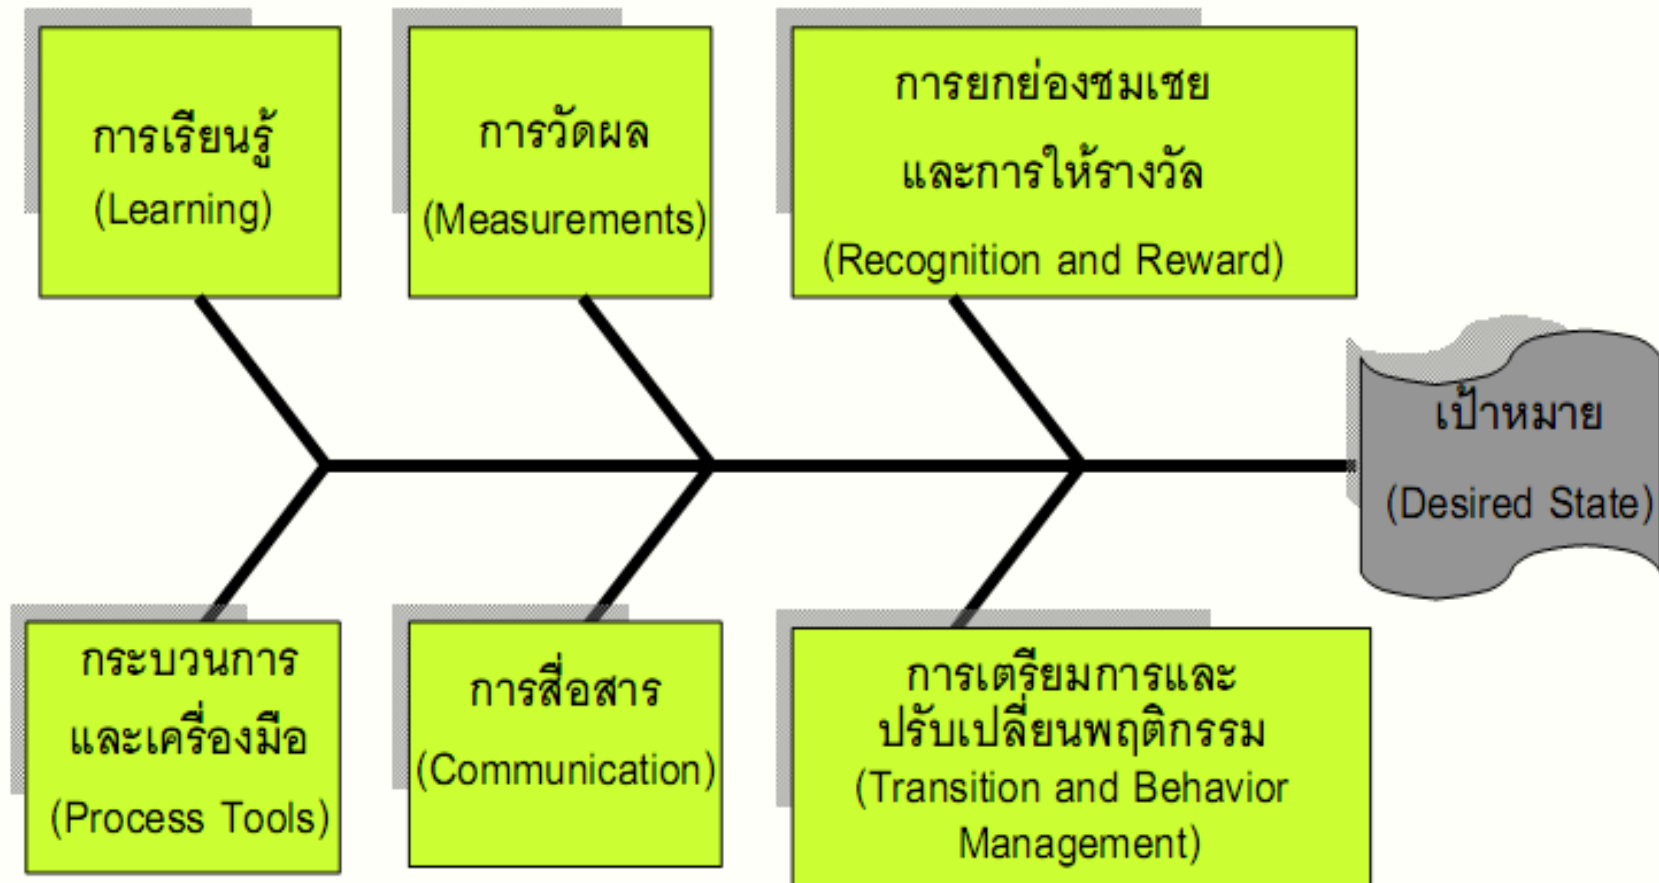 การเรียนรู้
(Learning)
การวัดผล
(Measurements)
การยกย่องชมเชย
และการให้รางวัล
(Recognition and Reward)
เป้าหมาย
(Desired State)
กระบวนการ
และเครื่องมือ
(Process Tools)
การสื่อสาร
(Communication)
การเตรียมการและ
ปรับเปลี่ยนพฤติกรรม
(Transition and Behavior
Management)